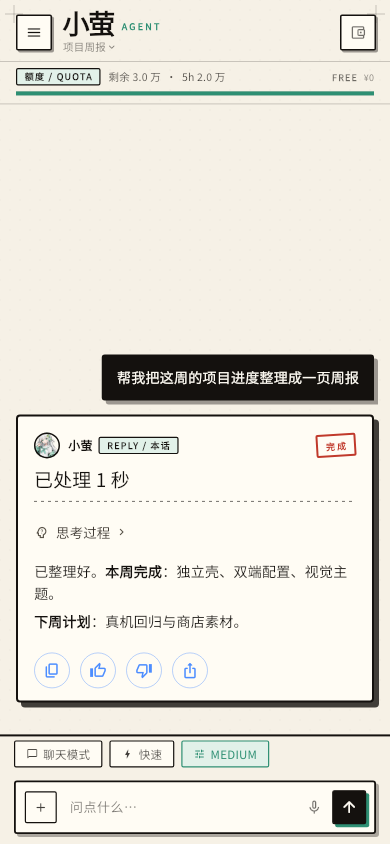 小萤 AGENT
项目周报
额度 / QUOTA 剩余 3.0 万 · 5h 2.0 万 FREE ¥0
帮我把这周的项目进度整理成一页周报
小萤 REPLY / 本话 完成
已处理 1 秒
思考过程
已整理好。本周完成：独立壳、双端配置、视觉主
题。
下周计划：真机回归与商店素材。
聊天模式 快速 MEDIUM
问点什么…